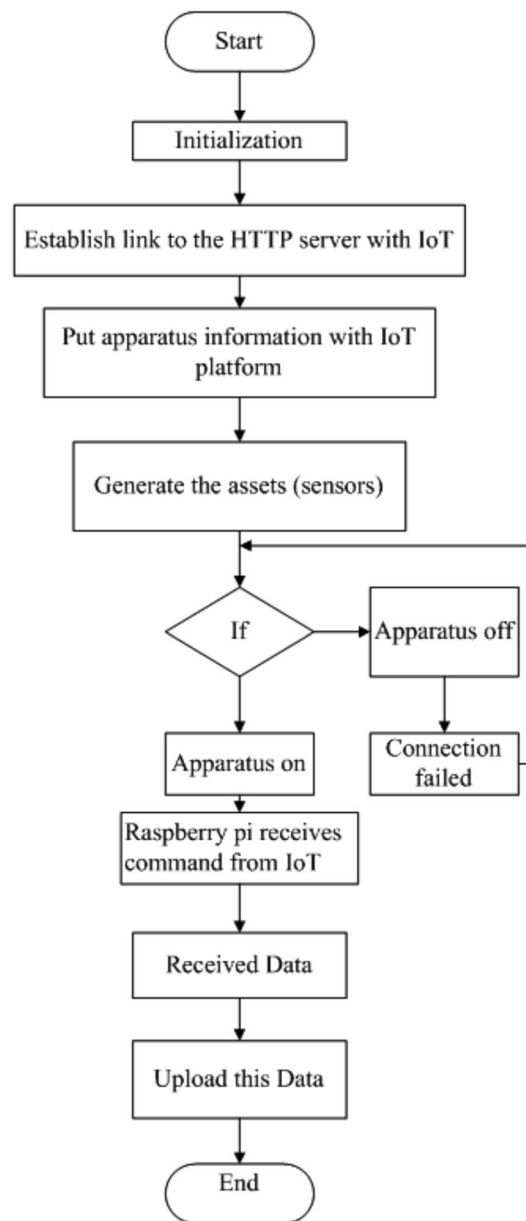 Start
Initialization
Establish link to the HTTP server with IoT
Put apparatus information with IoT
platform
Generate the assets (sensors)
If
Apparatus off
Apparatus on
Connection
failed
Raspberry pi receives
command from IoT
Received Data
Upload this Data
End